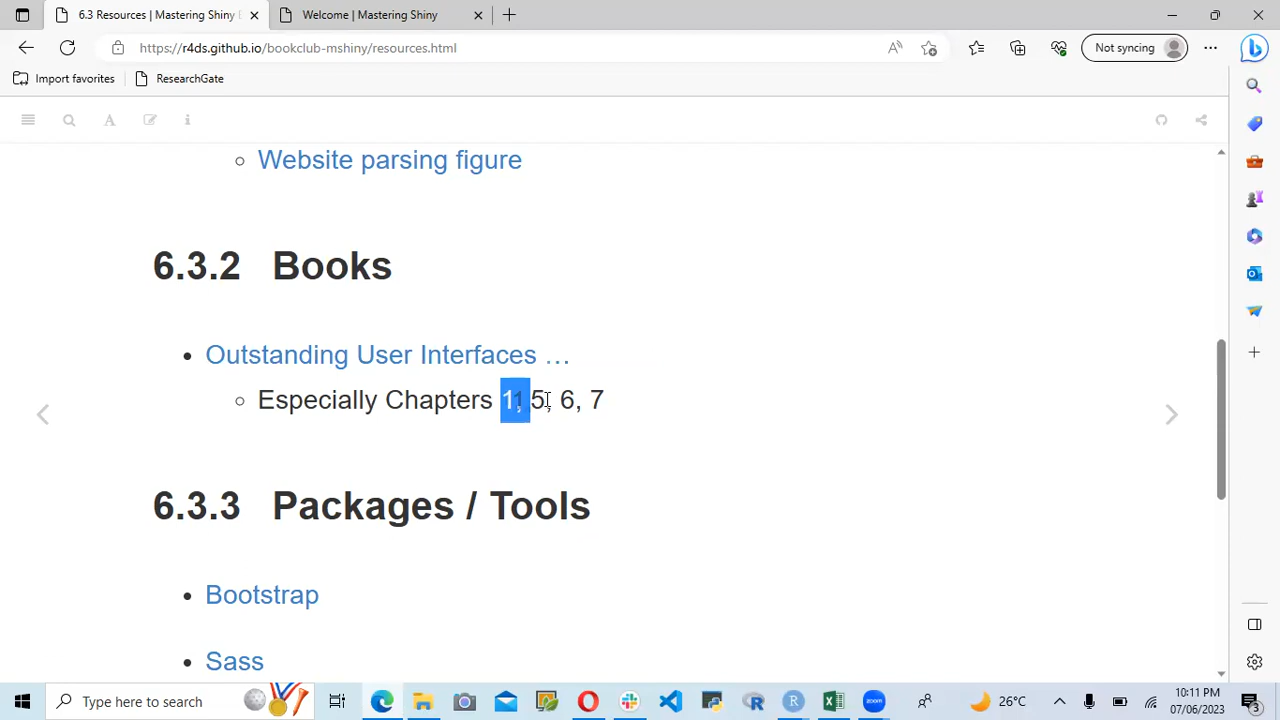 6.3 Resources | Mastering Shiny
Welcome | Mastering Shiny
https://r4ds.github.io/bookclub-mshiny/resources.html
Not syncing
Import favorites
ResearchGate
Website parsing figure
6.3.2 Books
Outstanding User Interfaces …
Especially Chapters 1, 5, 6, 7
6.3.3 Packages / Tools
Bootstrap
Sass
Type here to search
26°C
10:11 PM
07/06/2023
3